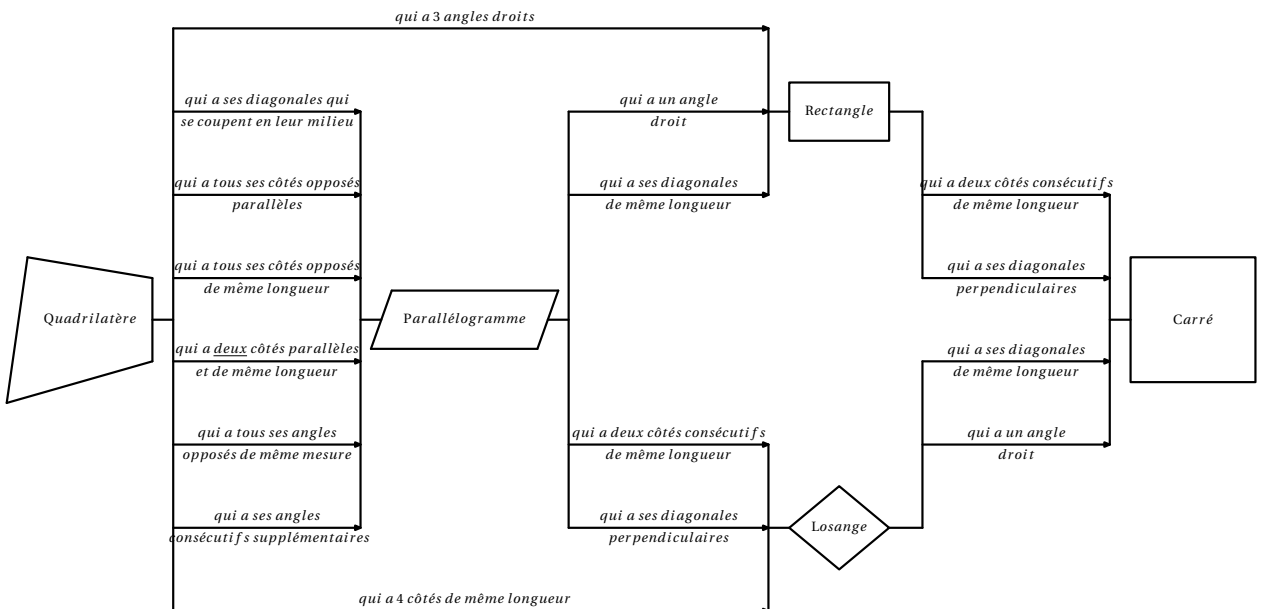 qui a 3 angles droits
qui a ses diagonales qui
se coupent en leur milieu
qui a un angle
droit
Rectangle
qui a tous ses côtés opposés
parallèles
qui a ses diagonales
de même longueur
qui a deux côtés consécutifs
de même longueur
qui a tous ses côtés opposés
de même longueur
qui a ses diagonales
perpendiculaires
Quadrilatère
Parallélogramme
Carré
qui a deux côtés parallèles
et de même longueur
qui a ses diagonales
de même longueur
qui a tous ses angles
opposés de même mesure
qui a deux côtés consécutifs
de même longueur
qui a un angle
droit
qui a ses angles
consécutifs supplémentaires
qui a ses diagonales
perpendiculaires
Losange
qui a 4 côtés de même longueur